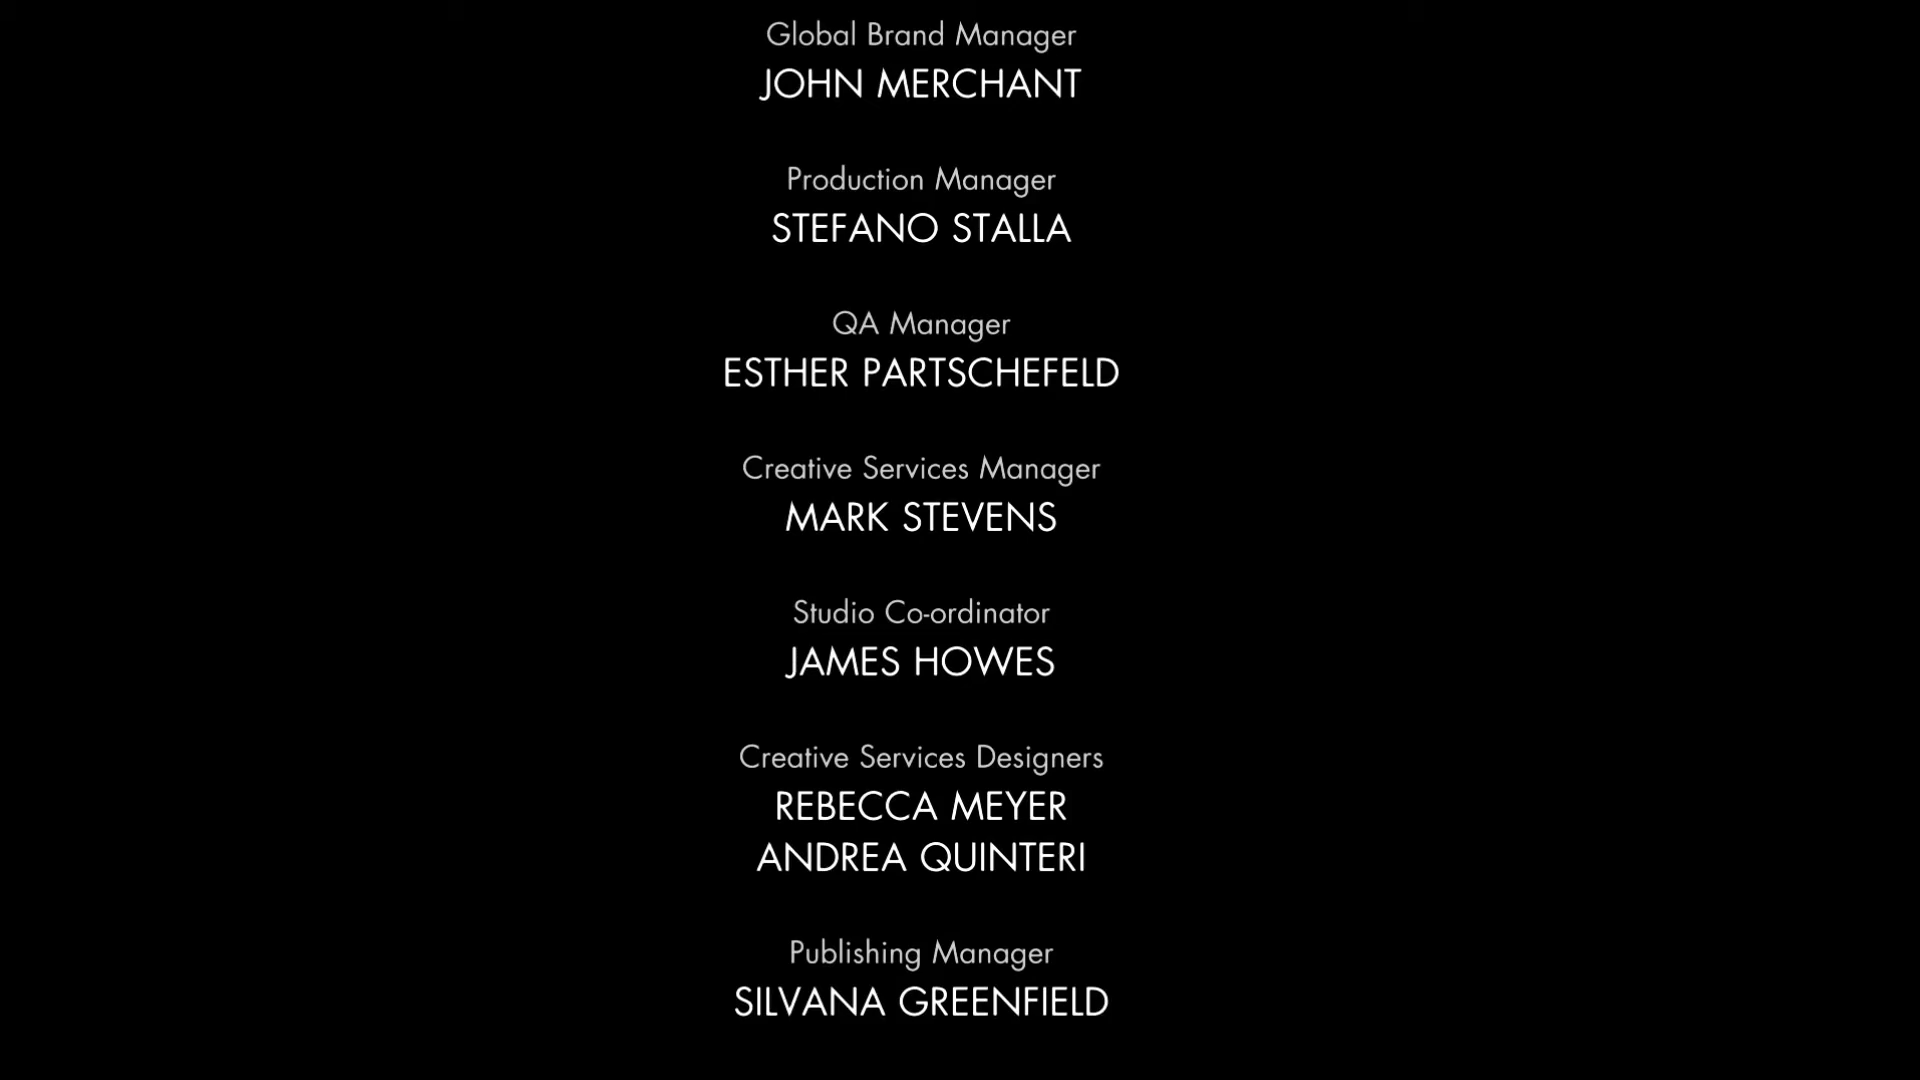 Global Brand Manager
JOHN MERCHANT
Production Manager
STEFANO STALLA
QA Manager
ESTHER PARTSCHEFELD
Creative Services Manager
MARK STEVENS
Studio Co-ordinator
JAMES HOWES
Creative Services Designers
REBECCA MEYER
ANDREA QUINTERI
Publishing Manager
SILVANA GREENFIELD